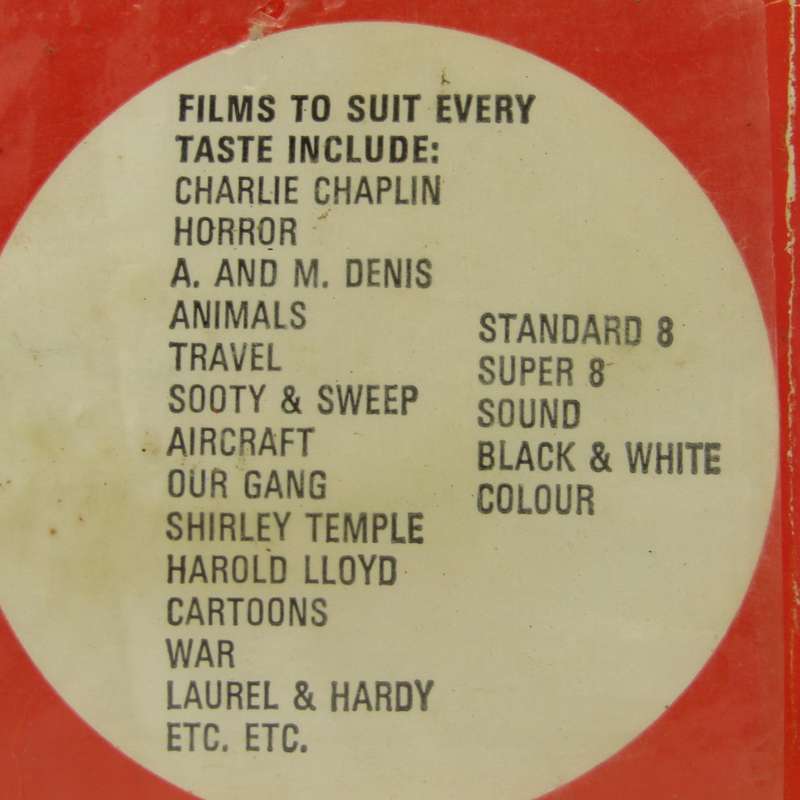 FILMS TO SUIT EVERY
TASTE INCLUDE:
CHARLIE CHAPLIN
HORROR
A. AND M. DENIS
ANIMALS
TRAVEL
SOOTY & SWEEP
AIRCRAFT
OUR GANG
SHIRLEY TEMPLE
HAROLD LLOYD
CARTOONS
WAR
LAUREL & HARDY
ETC. ETC.
STANDARD 8
SUPER 8
SOUND
BLACK & WHITE
COLOUR